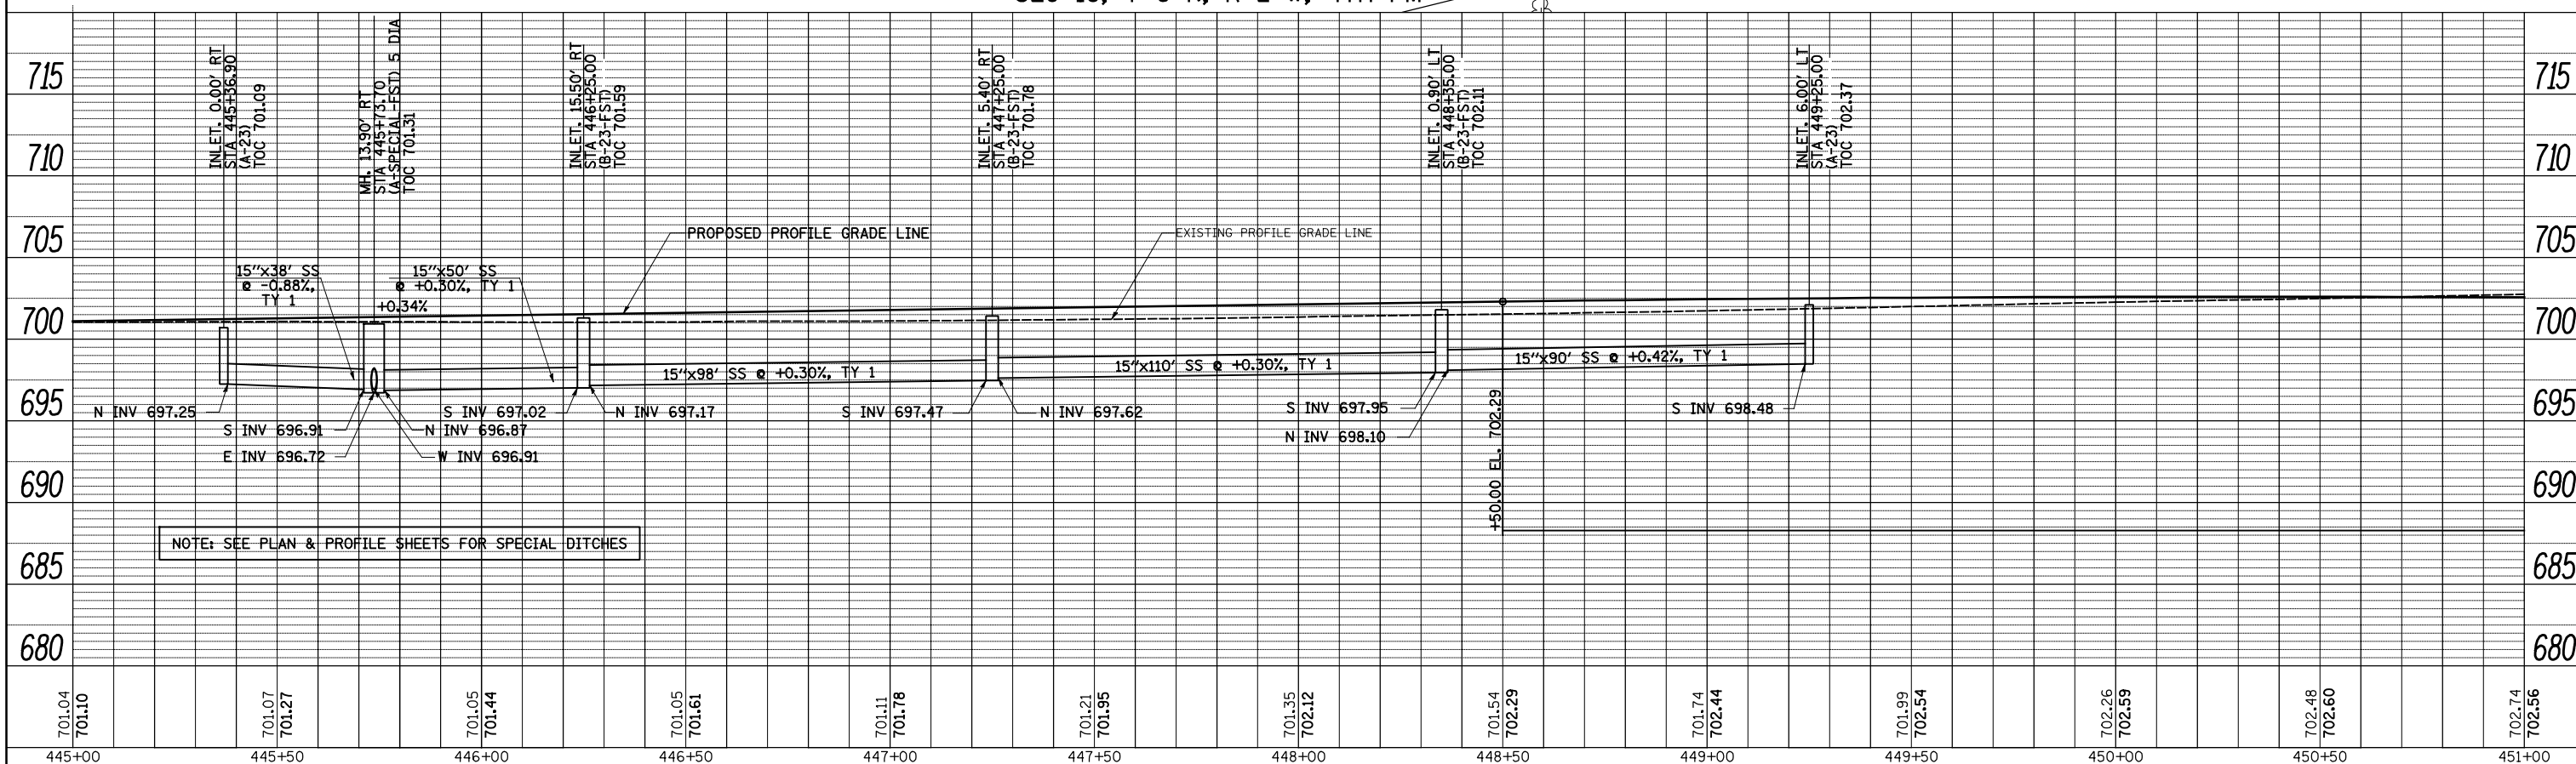 INLET. 0.00' RT
STA 445+36.90
(A-23)
TOC 701.09
MH. 13.90' RT
STA 445+73.70
(A-SPECIAL-FST) 5 DIA
TOC 701.31
INLET. 15.50' RT
STA 446+25.00
(B-23-FST)
TOC 701.59
INLET. 5.40' RT
STA 447+25.00
(B-23-FST)
TOC 701.78
INLET. 0.90' LT
STA 448+35.00
(B-23-FST)
TOC 702.11
INLET. 6.00' LT
STA 449+25.00
(A-23)
TOC 702.37
715 715
710 710
705 705
PROPOSED PROFILE GRADE LINE
EXISTING PROFILE GRADE LINE
15"x38' SS
@ -0.88%,
TY 1
15"x50' SS
@ +0.30%, TY 1
+0.34%
700 700
15"x98' SS @ +0.30%, TY 1
15"x110' SS @ +0.30%, TY 1
15"x90' SS @ +0.42%, TY 1
695 695
N INV 697.25
S INV 696.91
E INV 696.72
N INV 696.87
W INV 696.91
S INV 697.02
N INV 697.17
S INV 697.47
N INV 697.62
S INV 697.95
N INV 698.10
S INV 698.48
+50.00 EL. 702.29
690 690
NOTE: SEE PLAN & PROFILE SHEETS FOR SPECIAL DITCHES
685 685
680 680
701.04 701.07 701.05 701.05 701.11 701.21 701.35 701.54 701.74 701.99 702.26 702.48 702.74
701.10 701.27 701.44 701.61 701.78 701.95 702.12 702.29 702.44 702.54 702.59 702.60 702.56
445+00 445+50 446+00 446+50 447+00 447+50 448+00 448+50 449+00 449+50 450+00 450+50 451+00